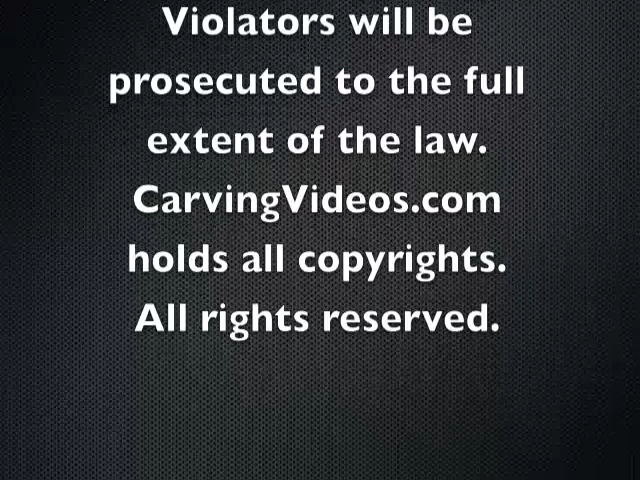 Violators will be
prosecuted to the full
extent of the law.
CarvingVideos.com
holds all copyrights.
All rights reserved.